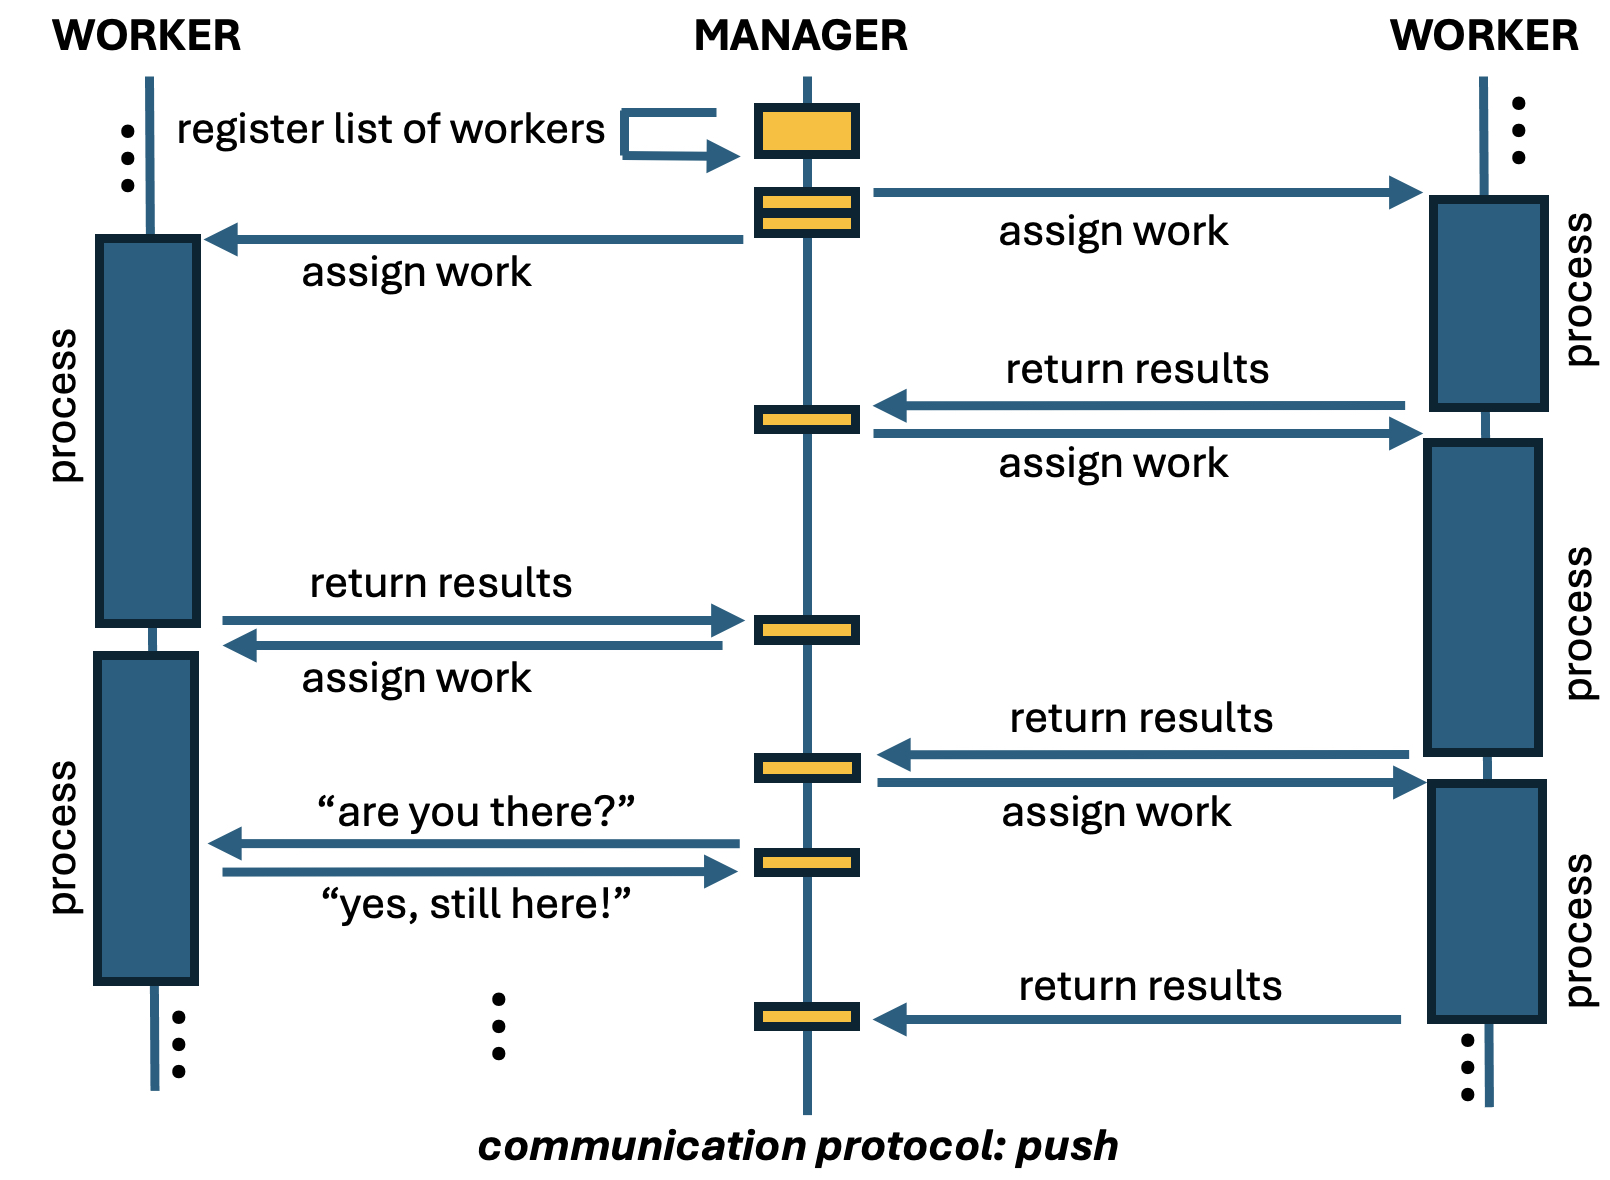 WORKER
MANAGER
WORKER
register list of workers
assign work
assign work
process
process
return results
assign work
return results
assign work
process
return results
assign work
“are you there?”
“yes, still here!”
process
process
return results
communication protocol: push